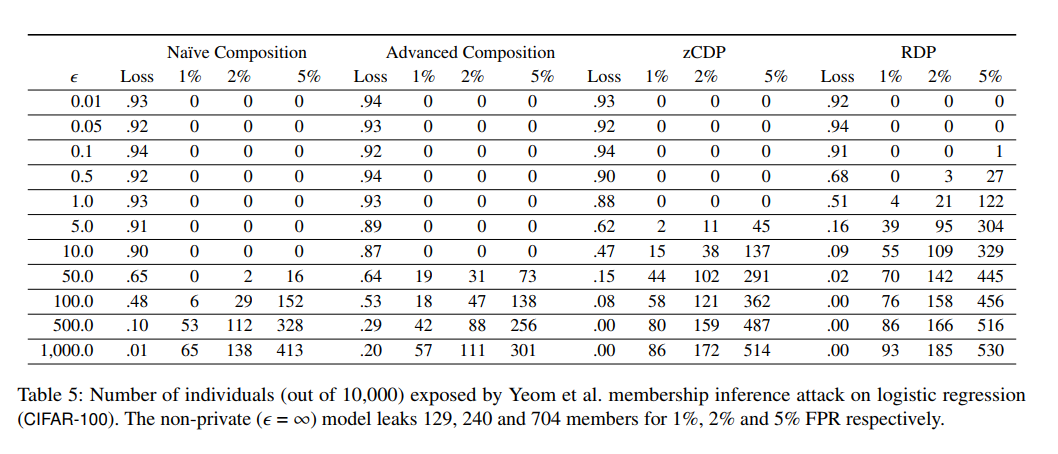 Naïve Composition Advanced Composition zCDP RDP
ϵ Loss 1% 2% 5% Loss 1% 2% 5% Loss 1% 2% 5% Loss 1% 2% 5%
0.01 .93 0 0 0 .94 0 0 0 .93 0 0 0 .92 0 0 0
0.05 .92 0 0 0 .93 0 0 0 .92 0 0 0 .94 0 0 0
0.1 .94 0 0 0 .92 0 0 0 .94 0 0 0 .91 0 0 1
0.5 .92 0 0 0 .94 0 0 0 .90 0 0 0 .68 0 3 27
1.0 .93 0 0 0 .93 0 0 0 .88 0 0 0 .51 4 21 122
5.0 .91 0 0 0 .89 0 0 0 .62 2 11 45 .16 39 95 304
10.0 .90 0 0 0 .87 0 0 0 .47 15 38 137 .09 55 109 329
50.0 .65 0 2 16 .64 19 31 73 .15 44 102 291 .02 70 142 445
100.0 .48 6 29 152 .53 18 47 138 .08 58 121 362 .00 76 158 456
500.0 .10 53 112 328 .29 42 88 256 .00 80 159 487 .00 86 166 516
1,000.0 .01 65 138 413 .20 57 111 301 .00 86 172 514 .00 93 185 530
Table 5: Number of individuals (out of 10,000) exposed by Yeom et al. membership inference attack on logistic regression
(CIFAR-100). The non-private (ϵ = ∞) model leaks 129, 240 and 704 members for 1%, 2% and 5% FPR respectively.